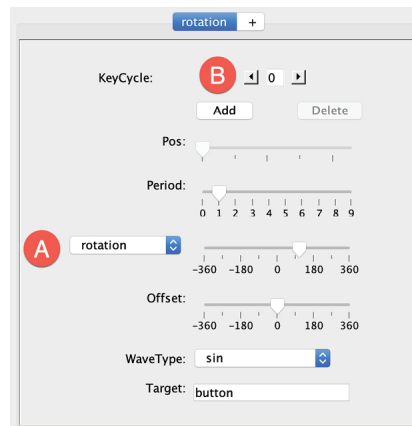 rotation +
KeyCycle: B 0
Add Delete
Pos:
Period:
0 1 2 3 4 5 6 7 8 9
A rotation
-360 -180 0 180 360
Offset:
-360 -180 0 180 360
WaveType: sin
Target: button